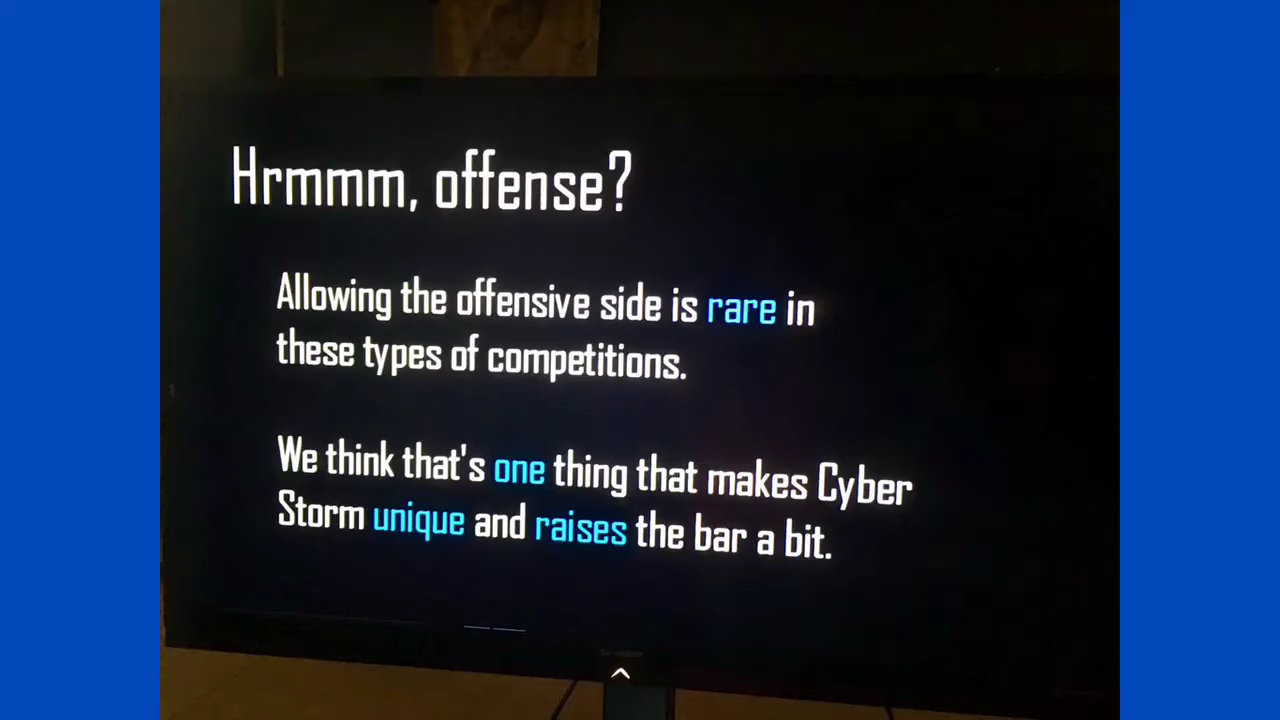 Hrmmm, offense?
Allowing the offensive side is rare in
these types of competitions.
We think that's one thing that makes Cyber
Storm unique and raises the bar a bit.